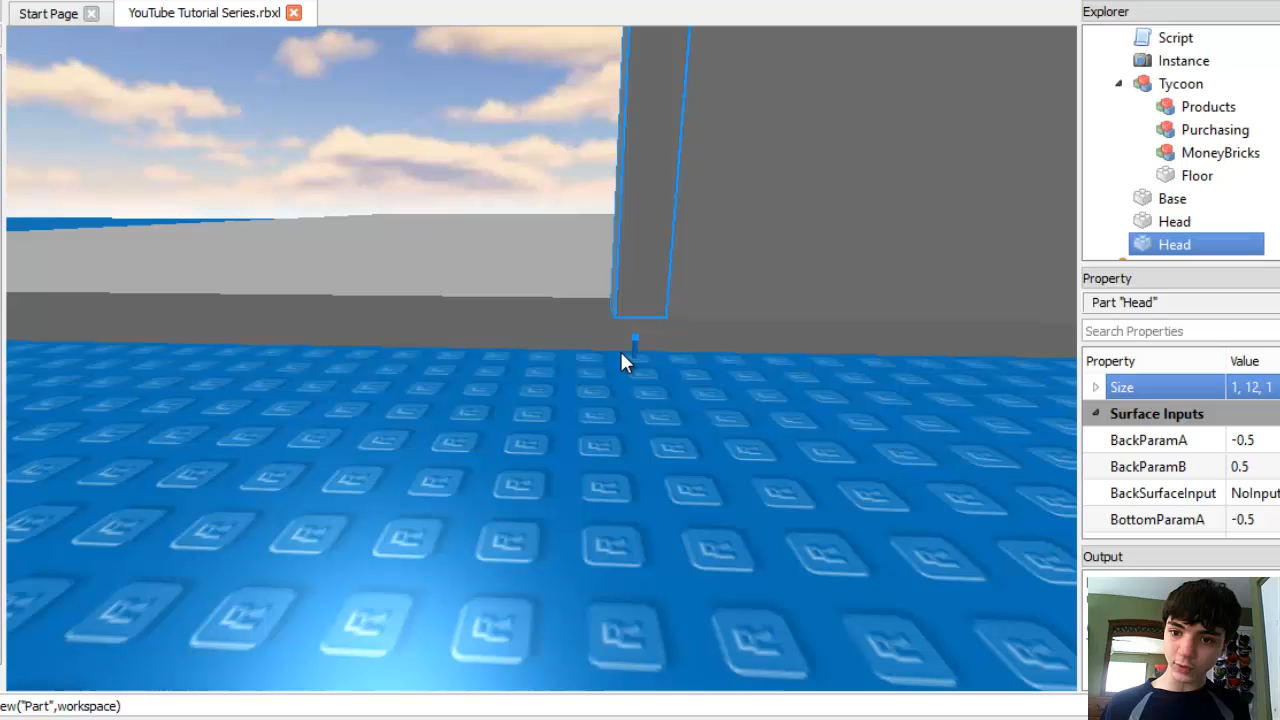 Start Page
YouTube Tutorial Series.rbxl
Explorer
Script
Instance
Tycoon
Products
Purchasing
MoneyBricks
Floor
Base
Head
Head
Property
Part "Head"
Search Properties
Property Value
Size 1, 12, 1
Surface Inputs
BackParamA -0.5
BackParamB 0.5
BackSurfaceInput NoInput
BottomParamA -0.5
Output
ew("Part",workspace)